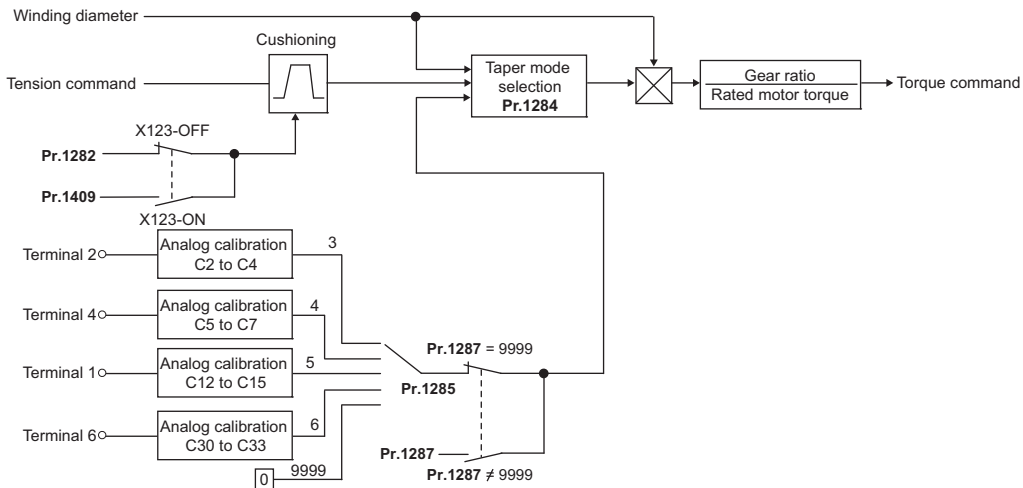 Winding diameter
Cushioning
Tension command
Taper mode
selection
Pr.1284
Gear ratio
Rated motor torque
Torque command
X123-OFF
Pr.1282
Pr.1409
X123-ON
Terminal 2
Analog calibration
C2 to C4
3
Terminal 4
Analog calibration
C5 to C7
4
Terminal 1
Analog calibration
C12 to C15
5
Terminal 6
Analog calibration
C30 to C33
6
0
9999
Pr.1285
Pr.1287 = 9999
Pr.1287
Pr.1287 ≠ 9999